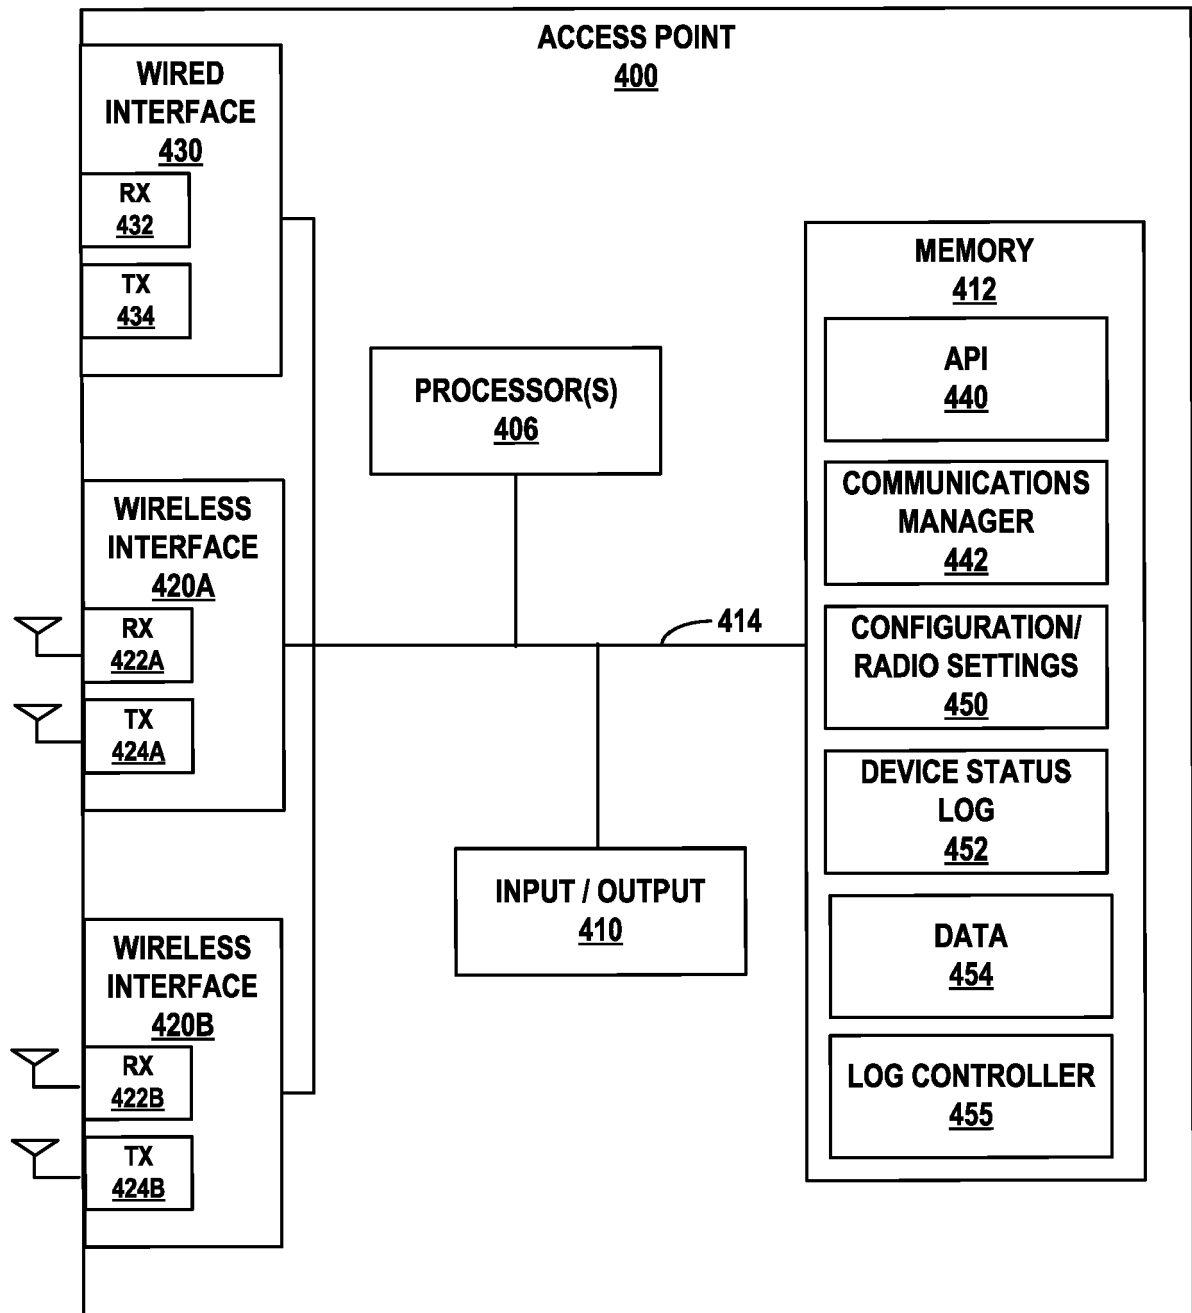 ACCESS POINT
400
WIRED
INTERFACE
430
RX
432
TX
434
WIRELESS
INTERFACE
420A
RX
422A
TX
424A
WIRELESS
INTERFACE
420B
RX
422B
TX
424B
PROCESSOR(S)
406
414
INPUT / OUTPUT
410
MEMORY
412
API
440
COMMUNICATIONS
MANAGER
442
CONFIGURATION/
RADIO SETTINGS
450
DEVICE STATUS
LOG
452
DATA
454
LOG CONTROLLER
455